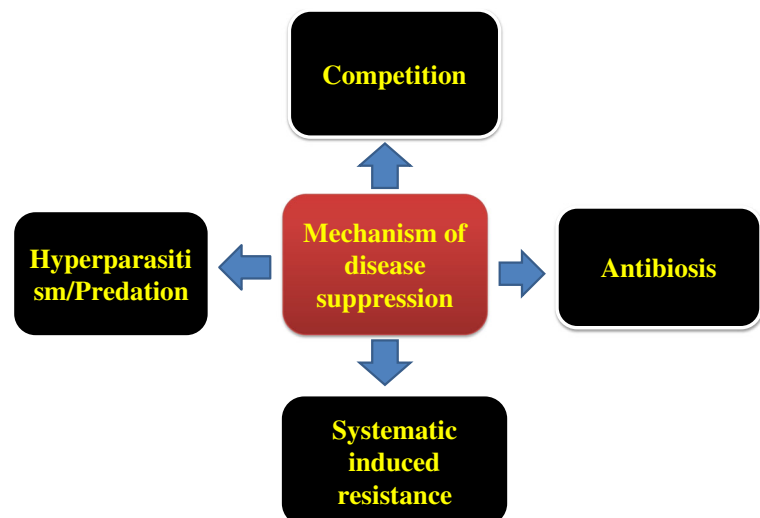 Competition
Mechanism of
disease
suppression
Hyperparasiti
sm/Predation
Antibiosis
Systematic
induced
resistance